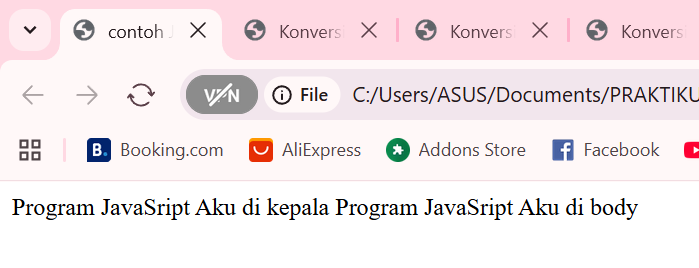 contoh J
Konvers
Konvers
Konvers
VPN
File
C:/Users/ASUS/Documents/PRAKTIKU
B.
Booking.com
AliExpress
Addons Store
Facebook
Program JavaSript Aku di kepala Program JavaSript Aku di body